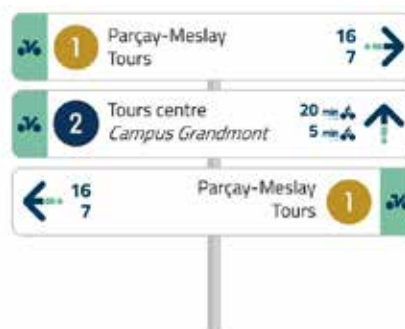 1 Parçay-Meslay 16
Tours 7
2 Tours centre 20 min
Campus Grandmont 5 min
16 Parçay-Meslay 1
7 Tours